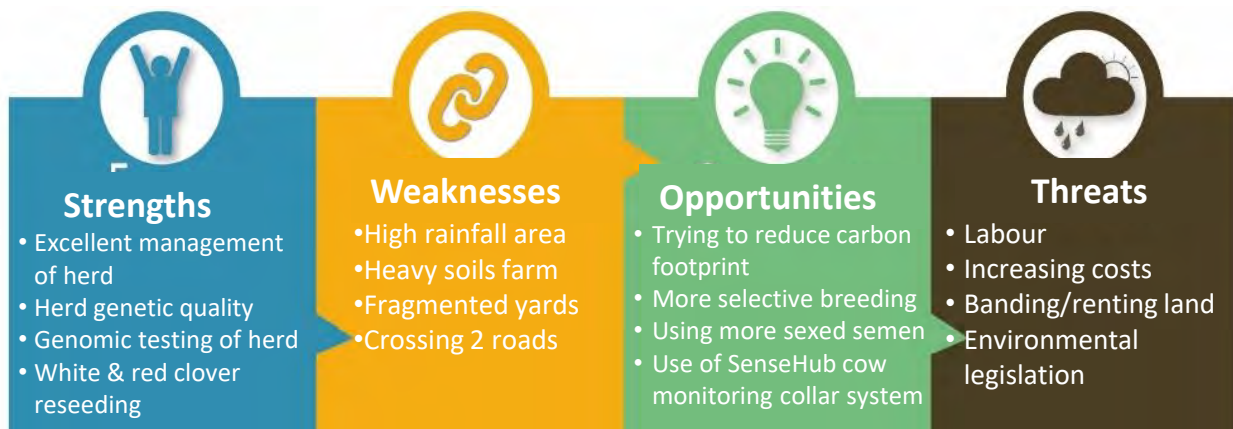 Strengths
• Excellent management
of herd
• Herd genetic quality
• Genomic testing of herd
• White & red clover
reseeding
Weaknesses
•High rainfall area
•Heavy soils farm
•Fragmented yards
•Crossing 2 roads
Opportunities
• Trying to reduce carbon
footprint
• More selective breeding
• Using more sexed semen
• Use of SenseHub cow
monitoring collar system
Threats
• Labour
• Increasing costs
• Banding/renting land
• Environmental
legislation